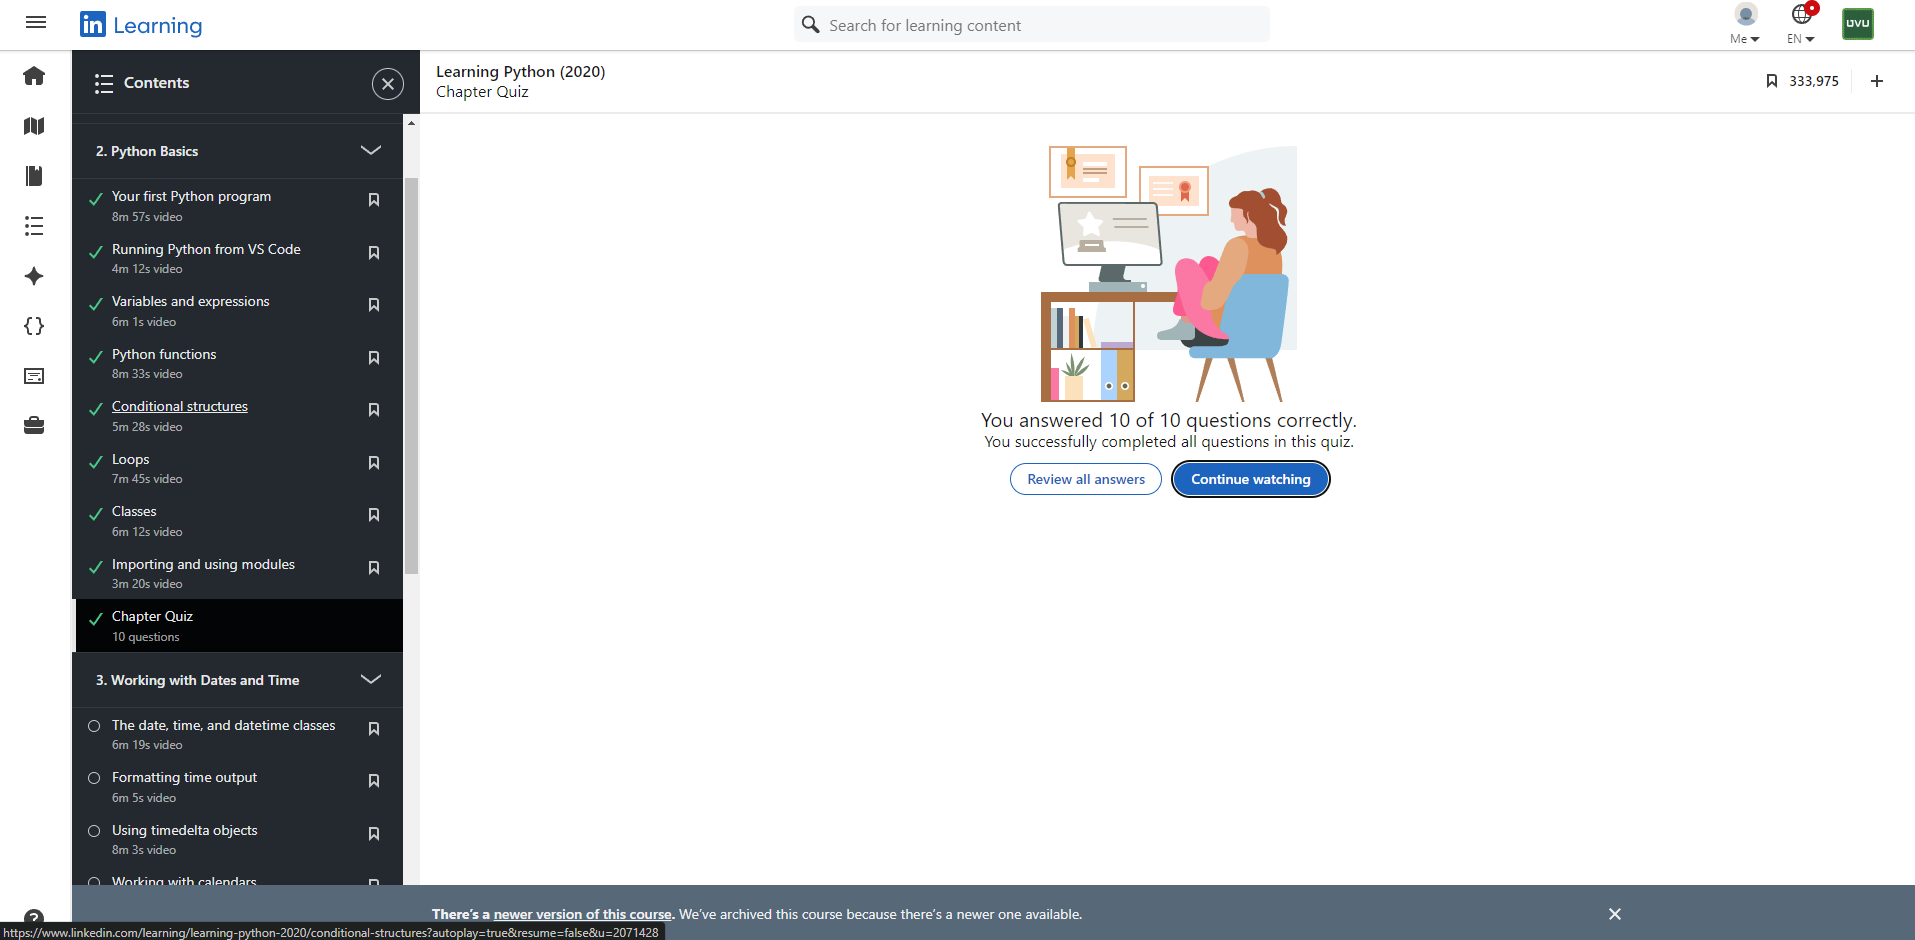 in Learning
Search for learning content
Me
EN
UVU
Contents
Learning Python (2020)
Chapter Quiz
333,975
2. Python Basics
Your first Python program
8m 57s video
Running Python from VS Code
4m 12s video
Variables and expressions
6m 1s video
Python functions
8m 33s video
Conditional structures
5m 28s video
Loops
7m 45s video
Classes
6m 12s video
Importing and using modules
3m 20s video
Chapter Quiz
10 questions
3. Working with Dates and Time
The date, time, and datetime classes
6m 19s video
Formatting time output
6m 5s video
Using timedelta objects
8m 3s video
Working with calendars
You answered 10 of 10 questions correctly.
You successfully completed all questions in this quiz.
Review all answers
Continue watching
There's a newer version of this course. We've archived this course because there's a newer one available.
https://www.linkedin.com/learning/learning-python-2020/conditional-structures?autoplay=true&resume=false&u=2071428